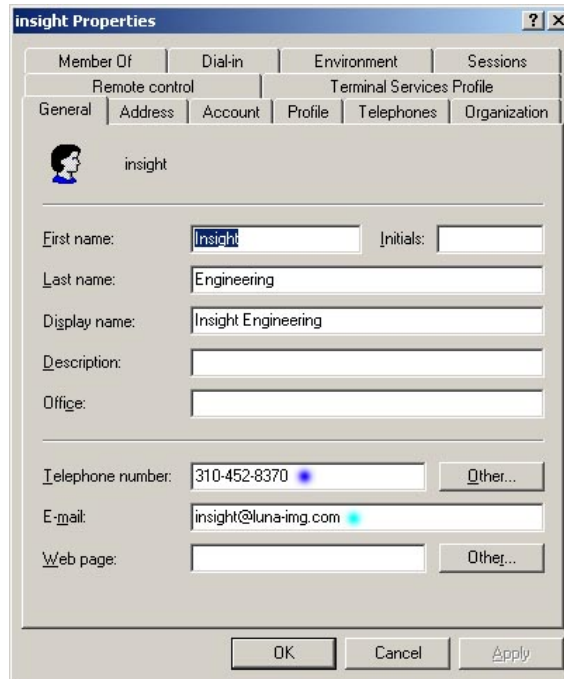 insight Properties
Member Of Dial-in Environment Sessions
Remote control Terminal Services Profile
General Address Account Profile Telephones Organization
insight
First name: Insight Initials:
Last name: Engineering
Display name: Insight Engineering
Description:
Office:
Telephone number: 310-452-8370 Other...
E-mail: insight@luna-img.com
Web page: Other...
OK Cancel Apply